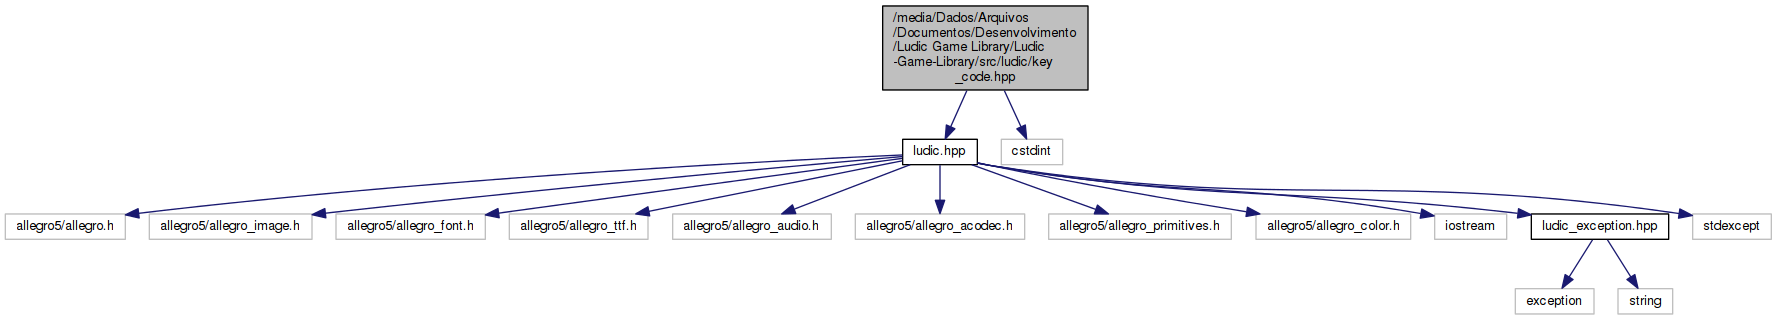 /media/Dados/Arquivos
/Documentos/Desenvolvimento
/Ludic Game Library/Ludic
-Game-Library/src/ludic/key
_code.hpp
ludic.hpp
cstdint
allegro5/allegro.h
allegro5/allegro_image.h
allegro5/allegro_font.h
allegro5/allegro_ttf.h
allegro5/allegro_audio.h
allegro5/allegro_acodec.h
allegro5/allegro_primitives.h
allegro5/allegro_color.h
iostream
ludic_exception.hpp
stdexcept
exception
string